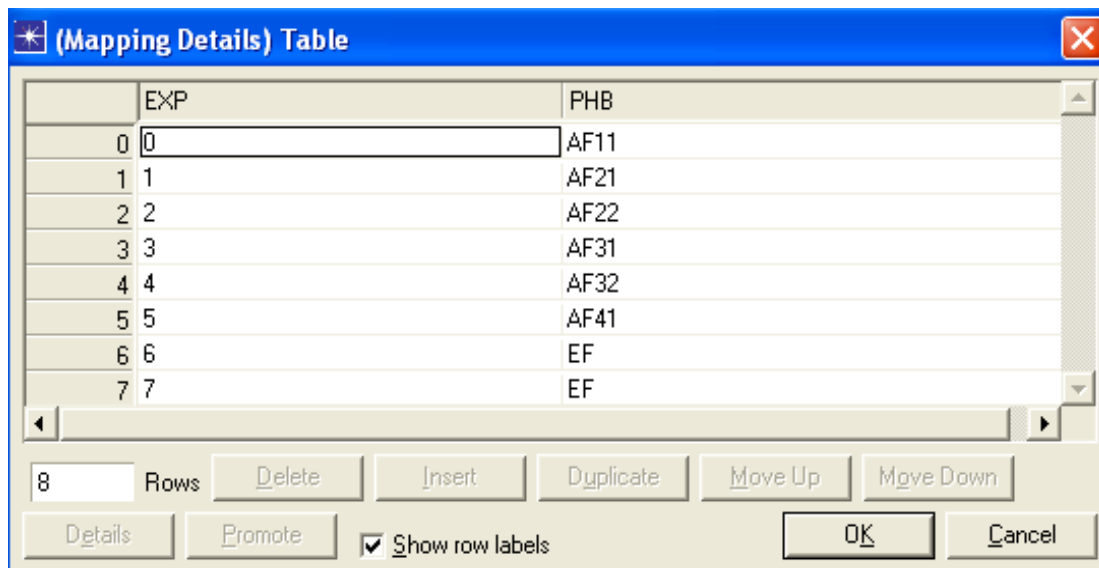 (Mapping Details) Table
EXP PHB
0 0 AF11
1 1 AF21
2 2 AF22
3 3 AF31
4 4 AF32
5 5 AF41
6 6 EF
7 7 EF
8 Rows Delete Insert Duplicate Move Up Move Down
Details Promote Show row labels OK Cancel